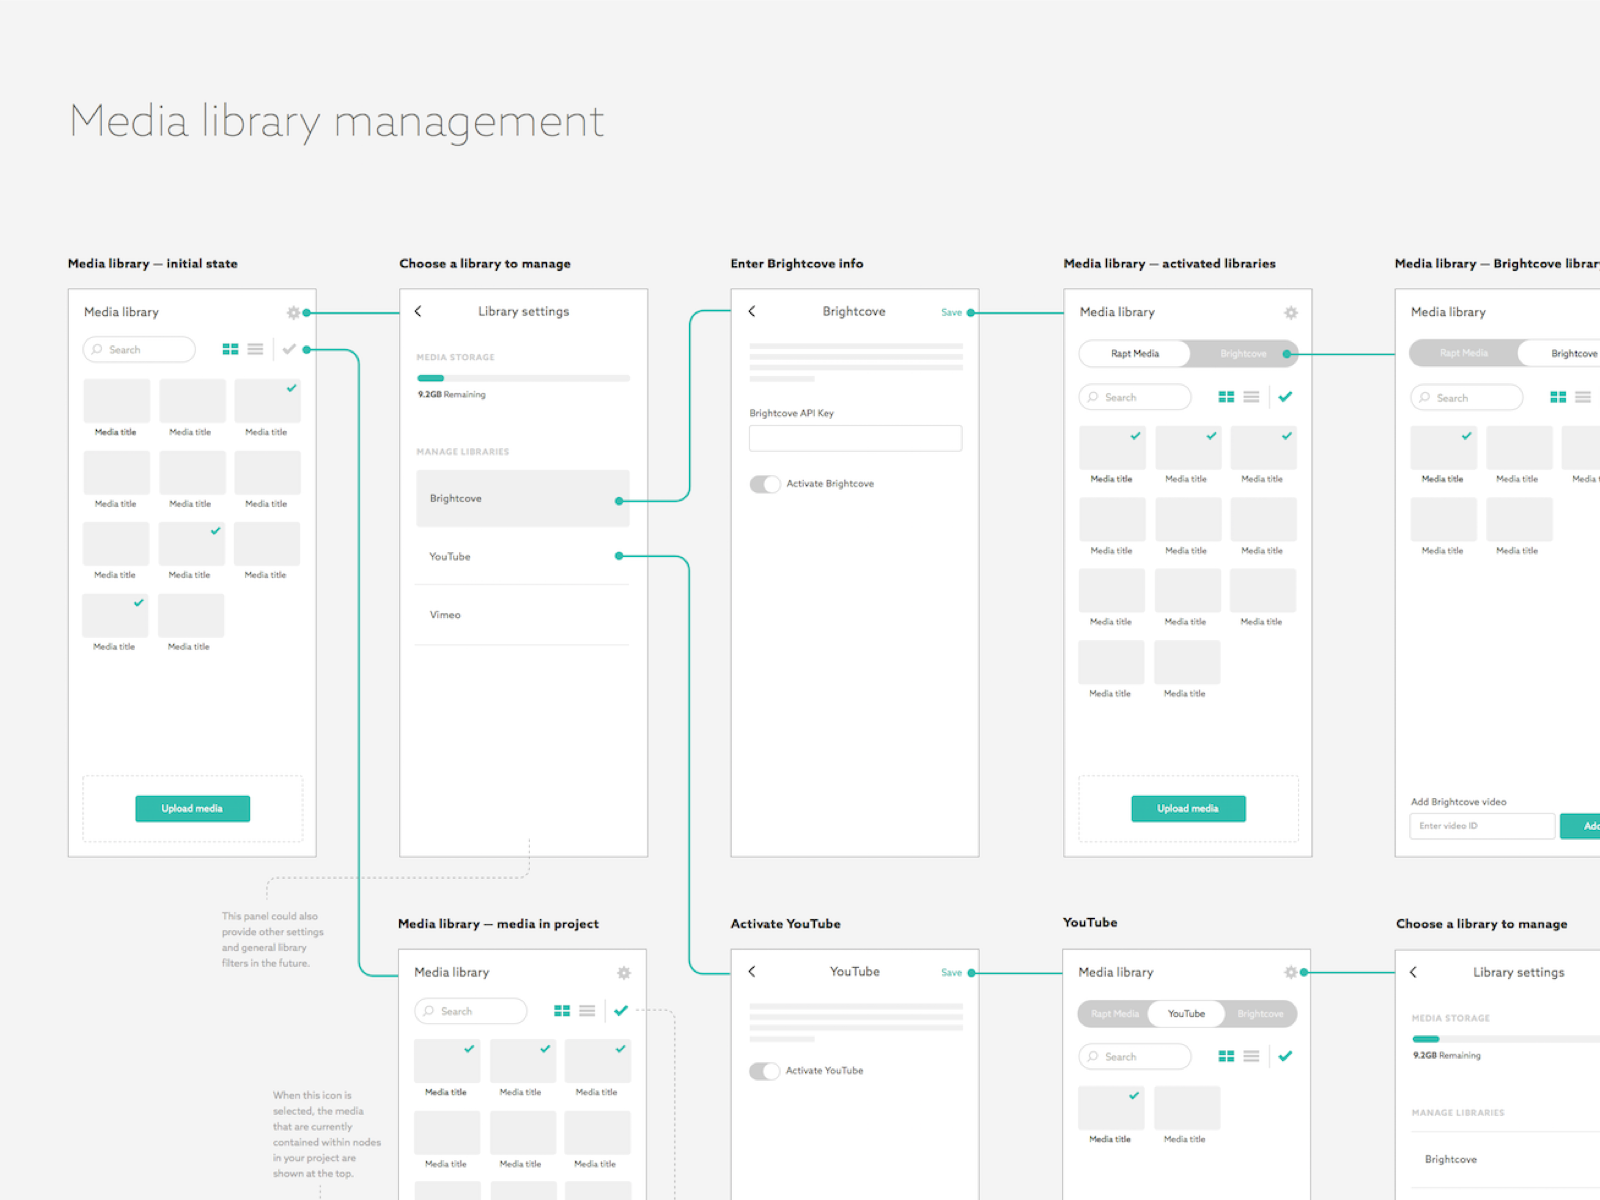 Media library management
Media library — initial state
Media library
Search
Media title Media title Media title
Media title Media title Media title
Media title Media title Media title
Media title Media title
Upload media
Choose a library to manage
Library settings
MEDIA STORAGE
9.2GB Remaining
MANAGE LIBRARIES
Brightcove
YouTube
Vimeo
This panel could also
provide other settings
and general library
filters in the future.
Enter Brightcove info
Brightcove Save
Brightcove API Key
Activate Brightcove
Media library — activated libraries
Media library
Rapt Media Brightcove
Search
Media title Media title Media title
Media title Media title Media title
Media title Media title Media title
Media title Media title
Upload media
Media library — Brightcove library
Media library
Rapt Media Brightcove
Search
Media title Media title Media
Media title Media title
Add Brightcove video
Enter video ID
Add
Media library — media in project
Media library
Search
Media title Media title Media title
Media title Media title Media title
When this icon is
selected, the media
that are currently
contained within nodes
in your project are
shown at the top.
Activate YouTube
YouTube Save
Activate YouTube
YouTube
Media library
Rapt Media YouTube Brightcove
Search
Media title Media title
Choose a library to manage
Library settings
MEDIA STORAGE
9.2GB Remaining
MANAGE LIBRARIES
Brightcove